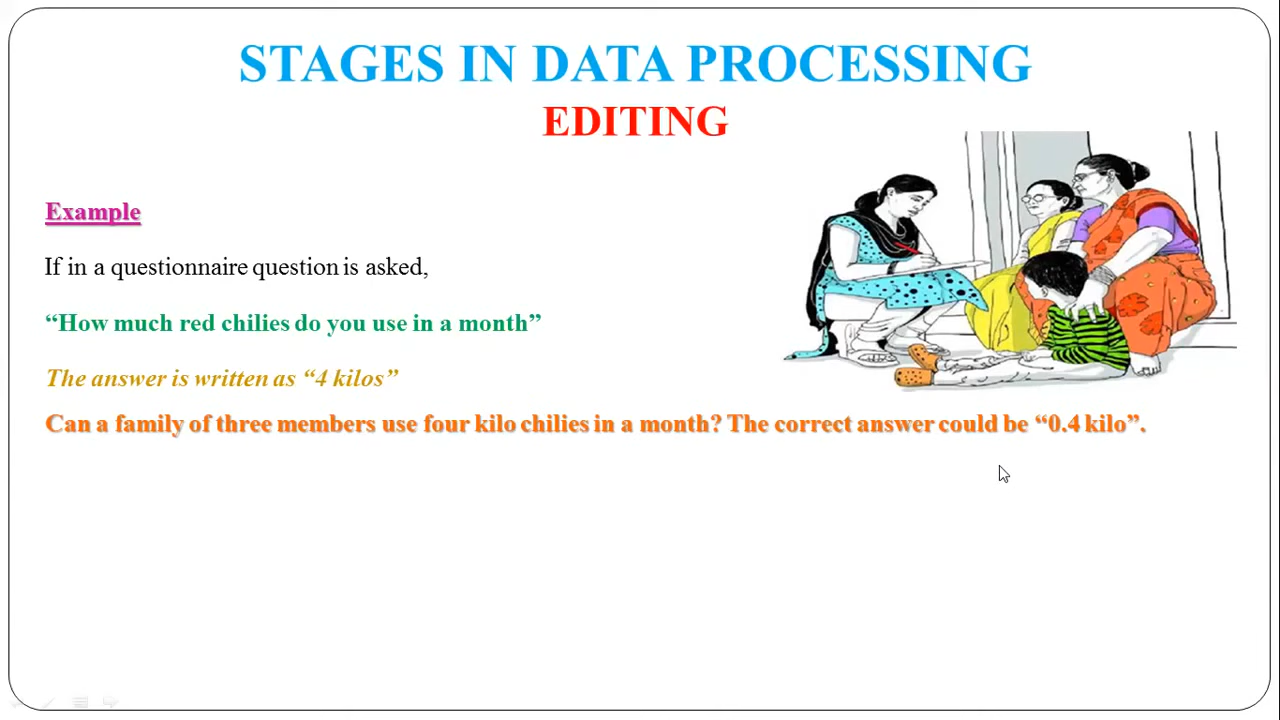 STAGES IN DATA PROCESSING
EDITING
Example
If in a questionnaire question is asked,
“How much red chilies do you use in a month”
The answer is written as “4 kilos”
Can a family of three members use four kilo chilies in a month? The correct answer could be “0.4 kilo”.